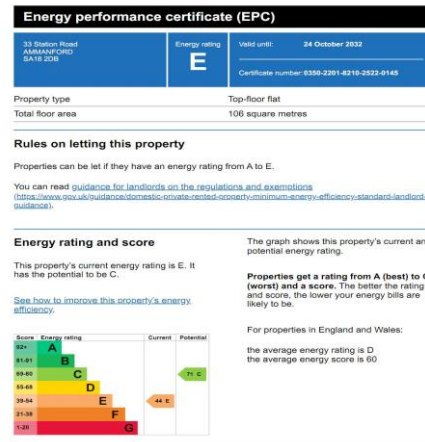 Energy performance certificate (EPC)
33 Station Road
AMMANFORD
SA18 2DB
Energy rating
E
Valid until: 24 October 2032
Certificate number: 0350-2201-8210-2522-0145
Property type Top-floor flat
Total floor area 106 square metres
Rules on letting this property
Properties can be let if they have an energy rating from A to E.
You can read guidance for landlords on the regulations and exemptions
(https://www.gov.uk/guidance/domestic-private-rented-property-minimum-energy-efficiency-standard-landlord-
guidance).
Energy rating and score
This property's current energy rating is E. It
has the potential to be C.
See how to improve this property's energy
efficiency.
The graph shows this property's current an
potential energy rating.
Properties get a rating from A (best) to G
(worst) and a score. The better the rating
and score, the lower your energy bills are
likely to be.
For properties in England and Wales:
the average energy rating is D
the average energy score is 60
Score Energy rating Current Potential
92+ A
81-91 B
69-80 C 71 C
55-68 D
39-54 E 44 E
21-38 F
1-20 G